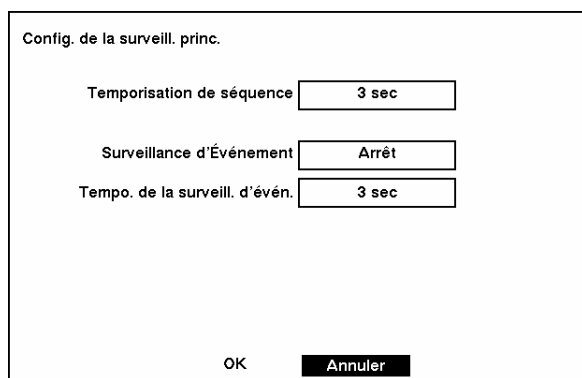 Config. de la surveill. princ.
Temporisation de séquence 3 sec
Surveillance d'Événement Arrêt
Tempo. de la surveill. d'évén. 3 sec
OK Annuler